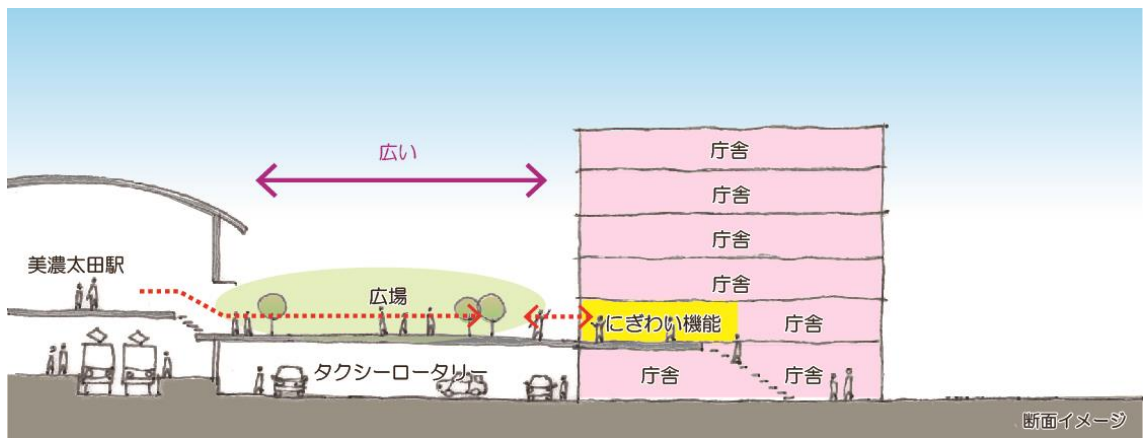 広い
庁舎
庁舎
庁舎
庁舎
美濃太田駅
広場
にぎわい機能
庁舎
タクシーロータリー
庁舎
庁舎
断面イメージ